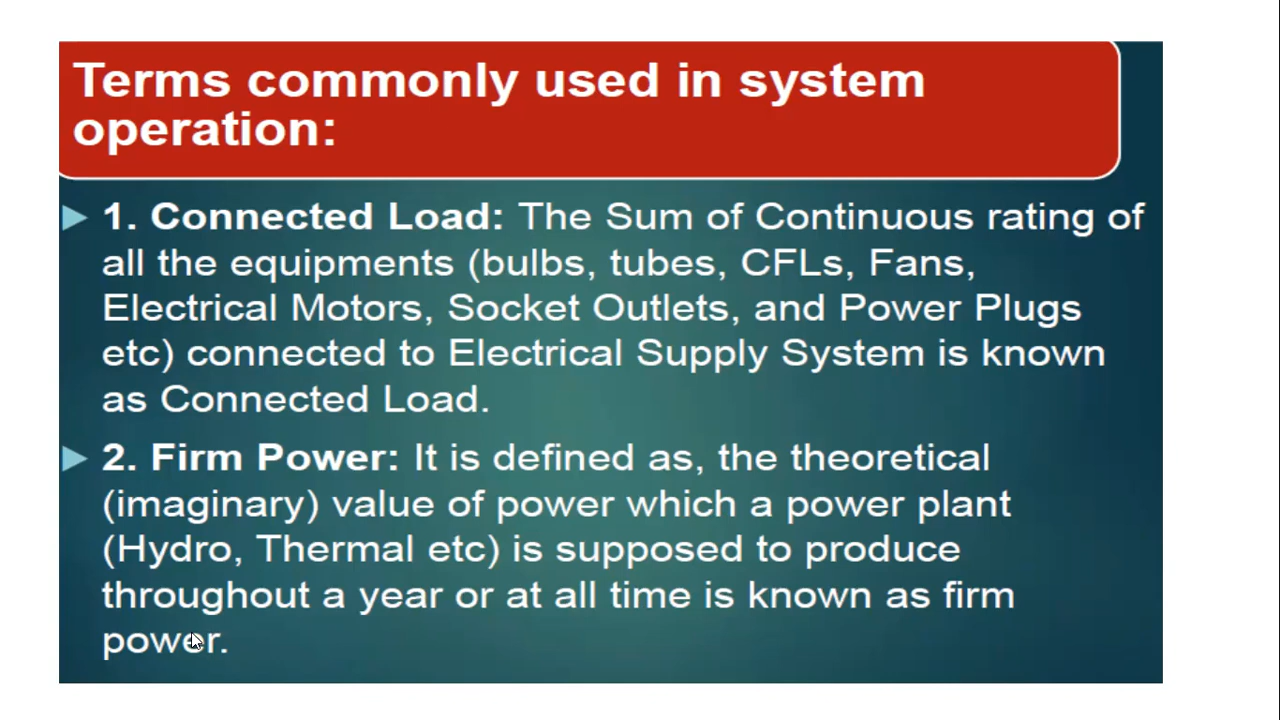 Terms commonly used in system
operation:
1. Connected Load: The Sum of Continuous rating of
all the equipments (bulbs, tubes, CFLs, Fans,
Electrical Motors, Socket Outlets, and Power Plugs
etc) connected to Electrical Supply System is known
as Connected Load.
2. Firm Power: It is defined as, the theoretical
(imaginary) value of power which a power plant
(Hydro, Thermal etc) is supposed to produce
throughout a year or at all time is known as firm
power.